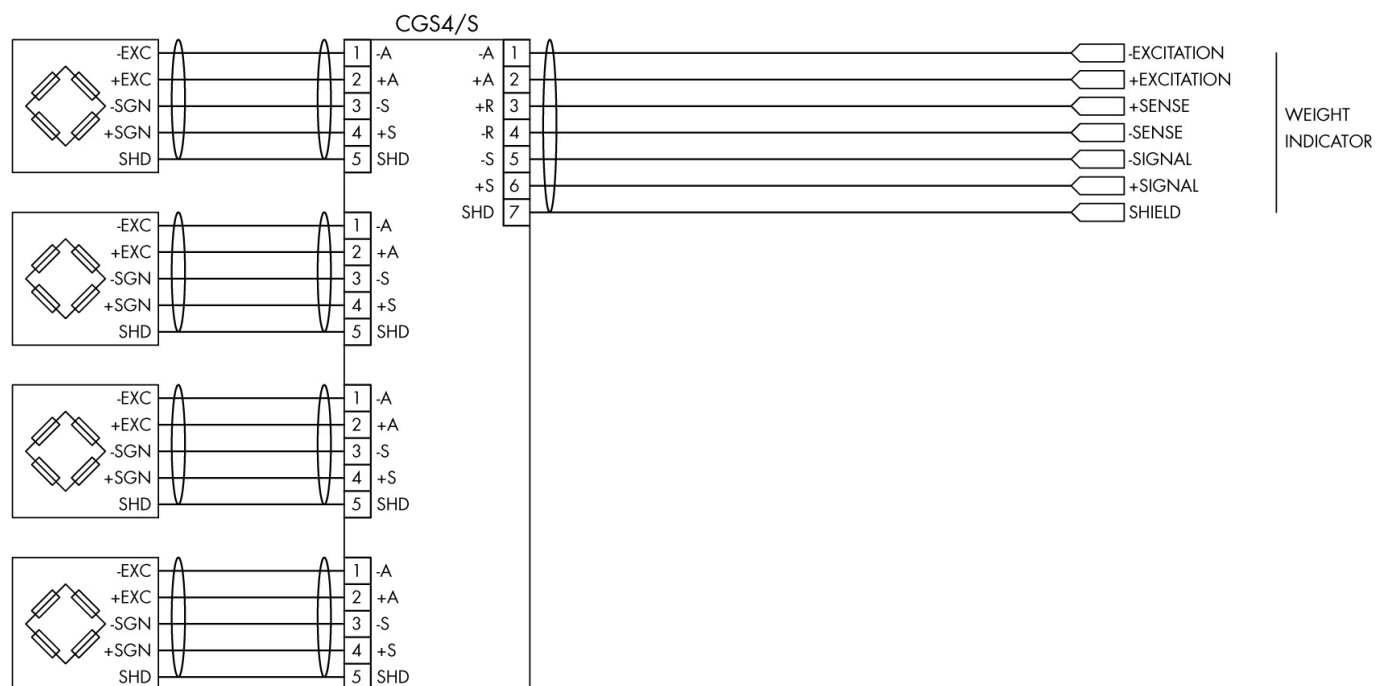 CGS4/S
-EXC 1 -A -A 1 -EXCITATION
+EXC 2 +A +A 2 +EXCITATION
-SGN 3 -S +R 3 +SENSE
+SGN 4 +S -R 4 -SENSE
SHD 5 SHD -S 5 -SIGNAL
+S 6 +SIGNAL
SHD 7 SHIELD
WEIGHT
INDICATOR
-EXC 1 -A
+EXC 2 +A
-SGN 3 -S
+SGN 4 +S
SHD 5 SHD
-EXC 1 -A
+EXC 2 +A
-SGN 3 -S
+SGN 4 +S
SHD 5 SHD
-EXC 1 -A
+EXC 2 +A
-SGN 3 -S
+SGN 4 +S
SHD 5 SHD